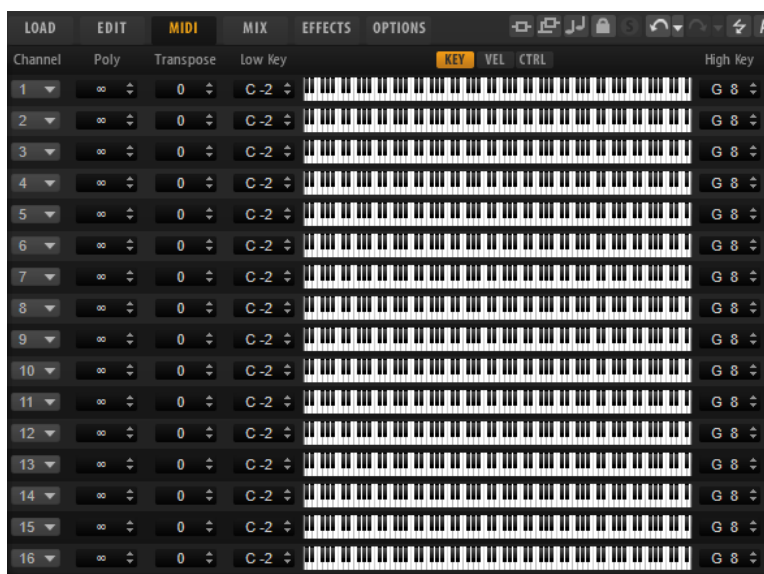 LOAD EDIT MIDI MIX EFFECTS OPTIONS S
Channel Poly Transpose Low Key KEY VEL CTRL High Key
1 ∞ 0 C -2 G 8
2 ∞ 0 C -2 G 8
3 ∞ 0 C -2 G 8
4 ∞ 0 C -2 G 8
5 ∞ 0 C -2 G 8
6 ∞ 0 C -2 G 8
7 ∞ 0 C -2 G 8
8 ∞ 0 C -2 G 8
9 ∞ 0 C -2 G 8
10 ∞ 0 C -2 G 8
11 ∞ 0 C -2 G 8
12 ∞ 0 C -2 G 8
13 ∞ 0 C -2 G 8
14 ∞ 0 C -2 G 8
15 ∞ 0 C -2 G 8
16 ∞ 0 C -2 G 8